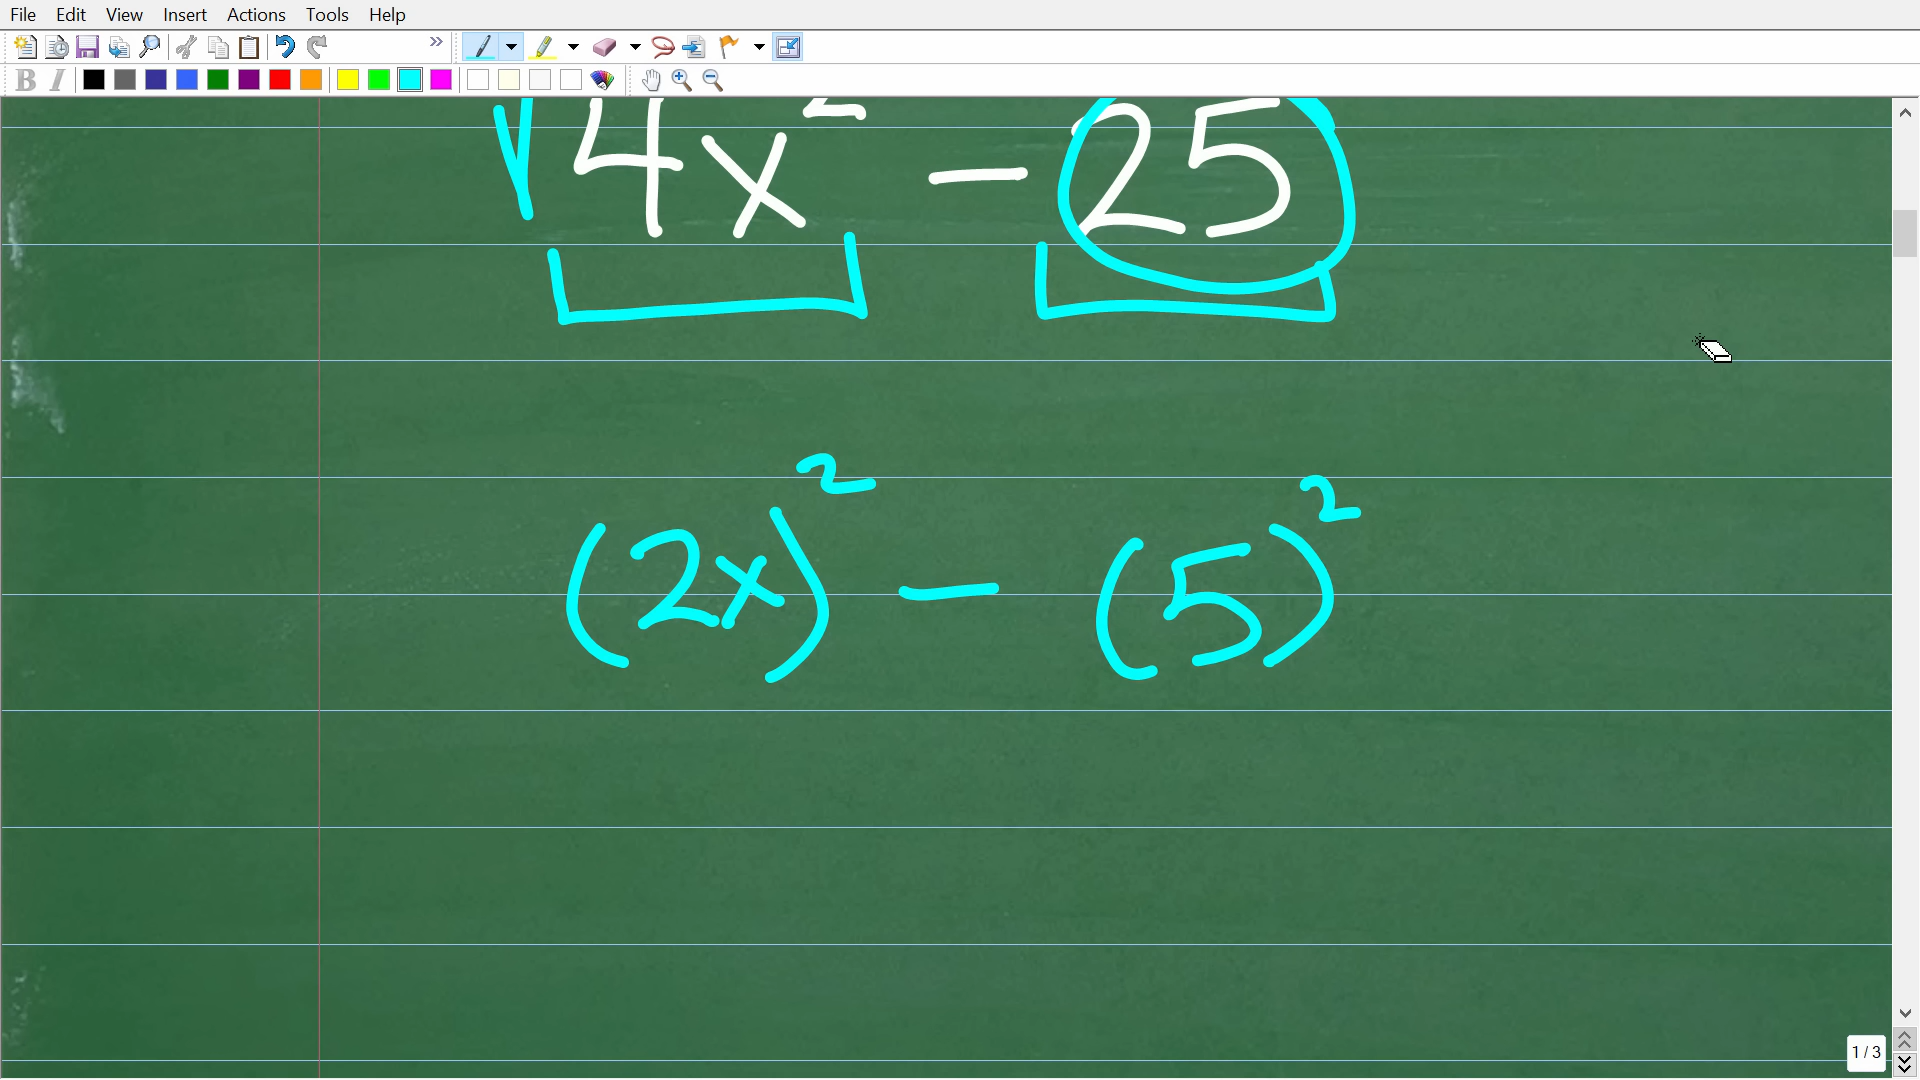 File Edit View Insert Actions Tools Help
B I
√4x² - 25
(2x)² - (5)²
1 / 3